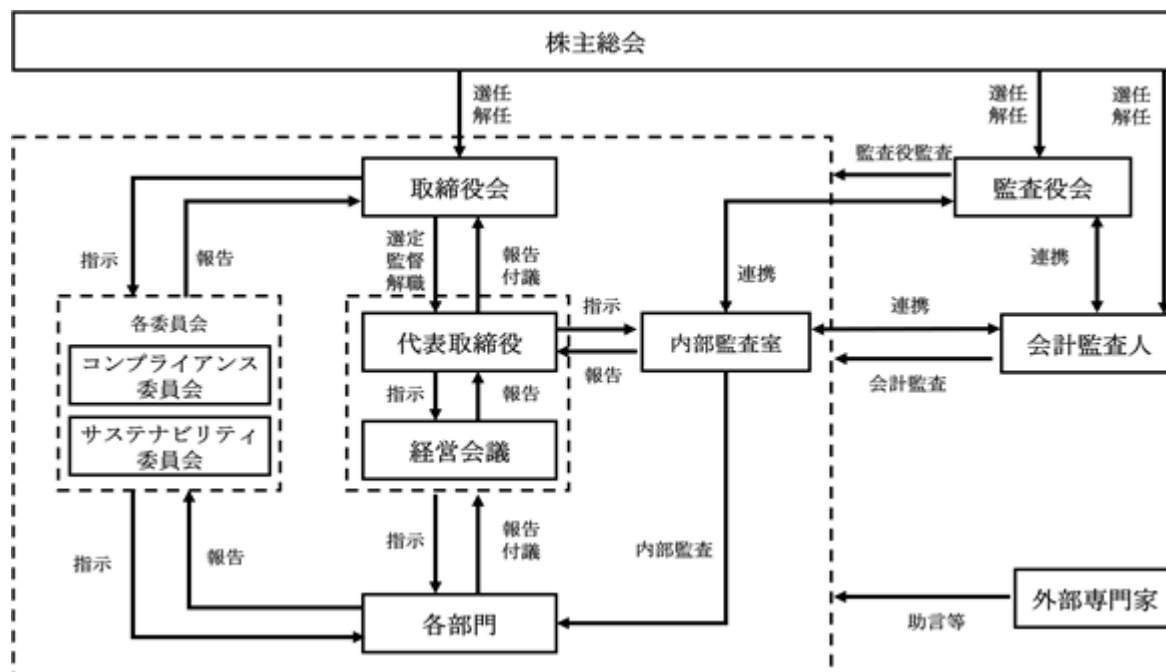 株主総会
選任
解任
選任
解任
選任
解任
監査役監査
取締役会
監査役会
指示
報告
選定
監督
解職
報告
付議
連携
連携
各委員会
コンプライアンス
委員会
サステナビリティ
委員会
代表取締役
指示
報告
内部監査室
連携
会計監査人
会計監査
指示
報告
経営会議
指示
報告
指示
報告
付議
内部監査
各部門
外部専門家
助言等